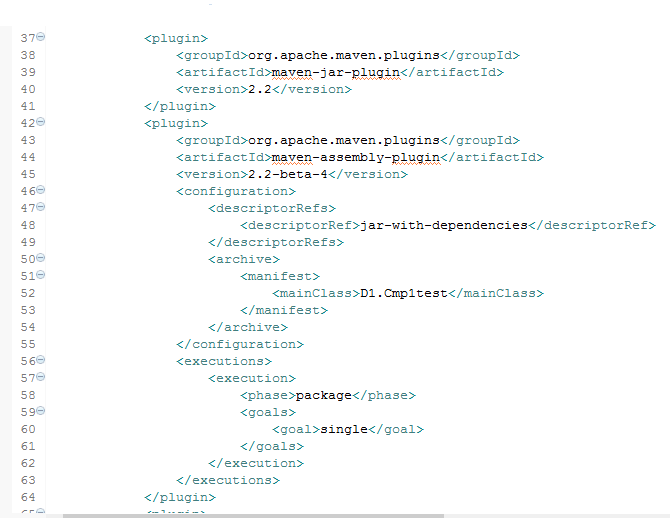 37 <plugin>
38 <groupId>org.apache.maven.plugins</groupId>
39 <artifactId>maven-jar-plugin</artifactId>
40 <version>2.2</version>
41 </plugin>
42 <plugin>
43 <groupId>org.apache.maven.plugins</groupId>
44 <artifactId>maven-assembly-plugin</artifactId>
45 <version>2.2-beta-4</version>
46 <configuration>
47 <descriptorRefs>
48 <descriptorRef>jar-with-dependencies</descriptorRef>
49 </descriptorRefs>
50 <archive>
51 <manifest>
52 <mainClass>D1.Cmp1test</mainClass>
53 </manifest>
54 </archive>
55 </configuration>
56 <executions>
57 <execution>
58 <phase>package</phase>
59 <goals>
60 <goal>single</goal>
61 </goals>
62 </execution>
63 </executions>
64 </plugin>
65 <plugin>